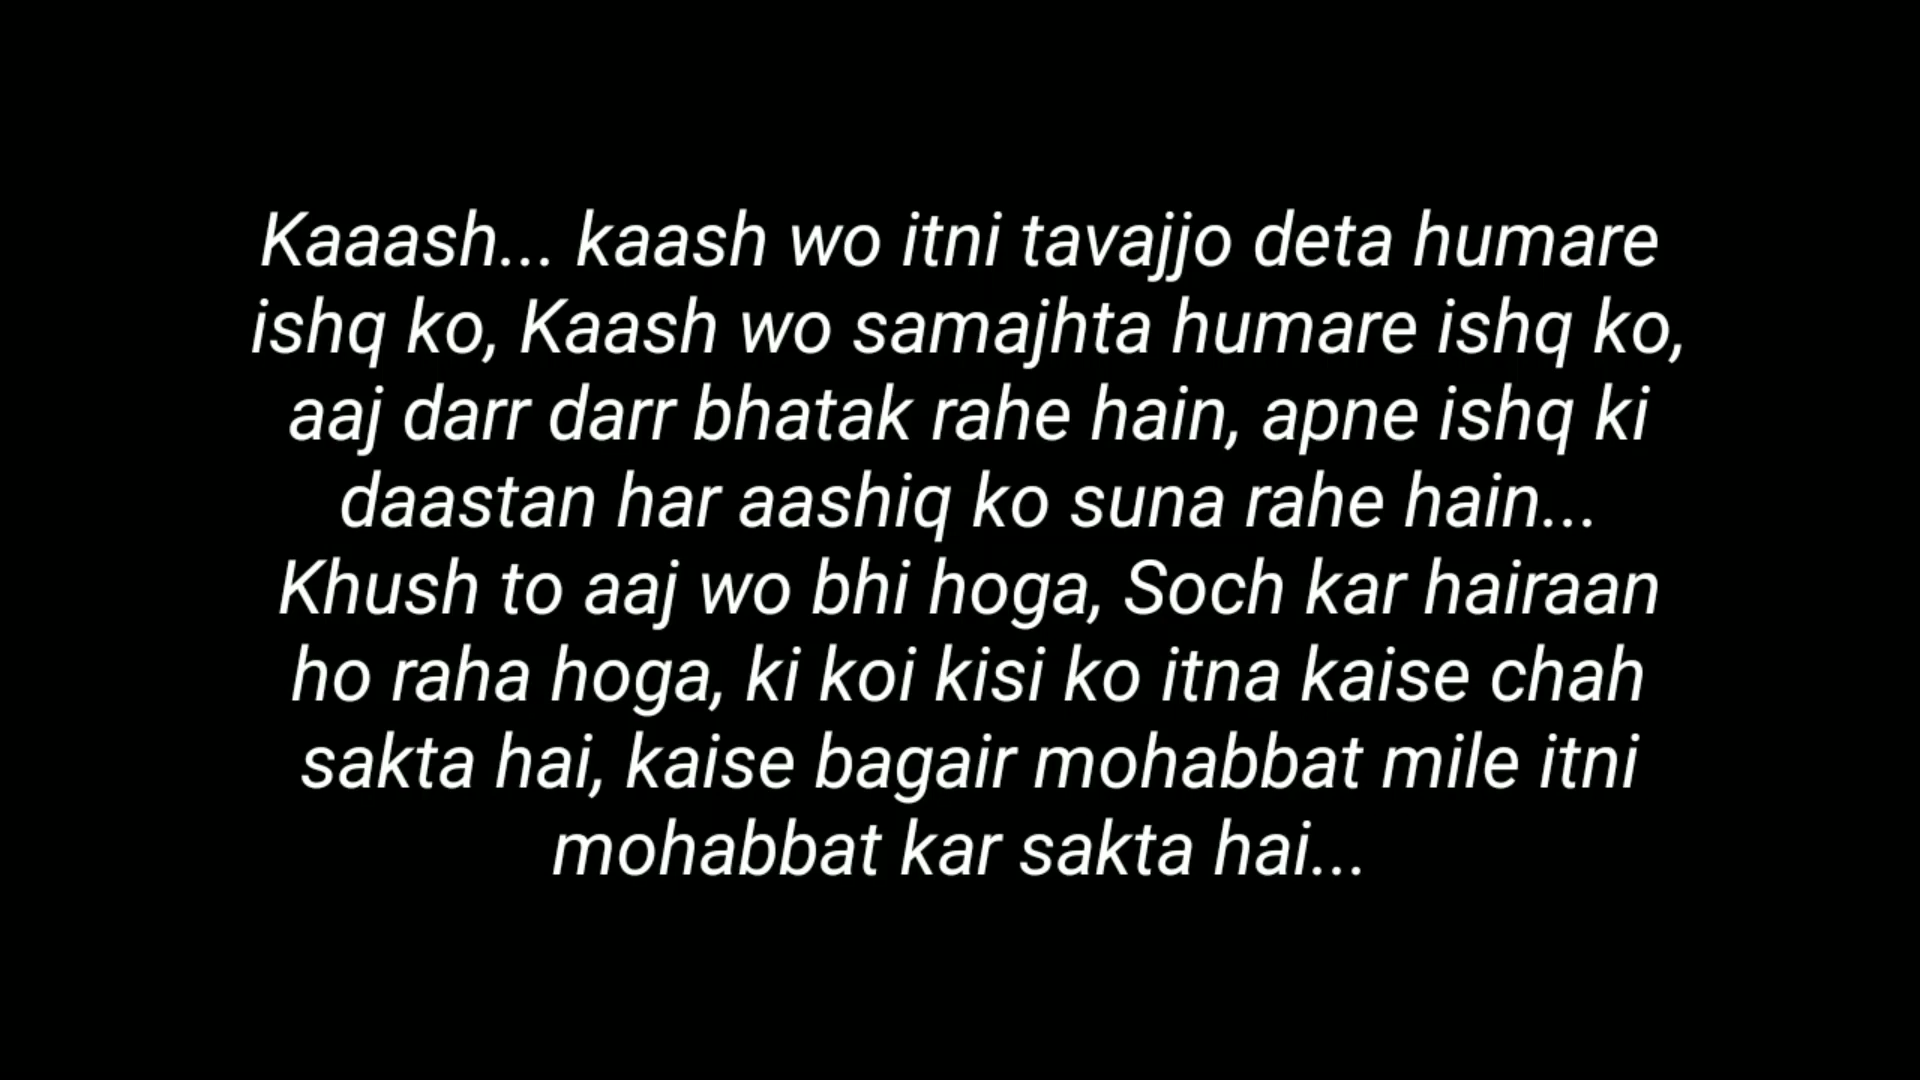 Kaaash... kaash wo itni tavajjo deta humare
ishq ko, Kaash wo samajhta humare ishq ko,
aaj darr darr bhatak rahe hain, apne ishq ki
daastan har aashiq ko suna rahe hain...
Khush to aaj wo bhi hoga, Soch kar hairaan
ho raha hoga, ki koi kisi ko itna kaise chah
sakta hai, kaise bagair mohabbat mile itni
mohabbat kar sakta hai...